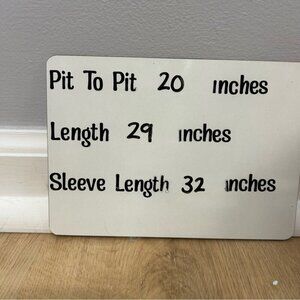 Pit To Pit 20 inches
Length 29 inches
Sleeve Length 32 inches